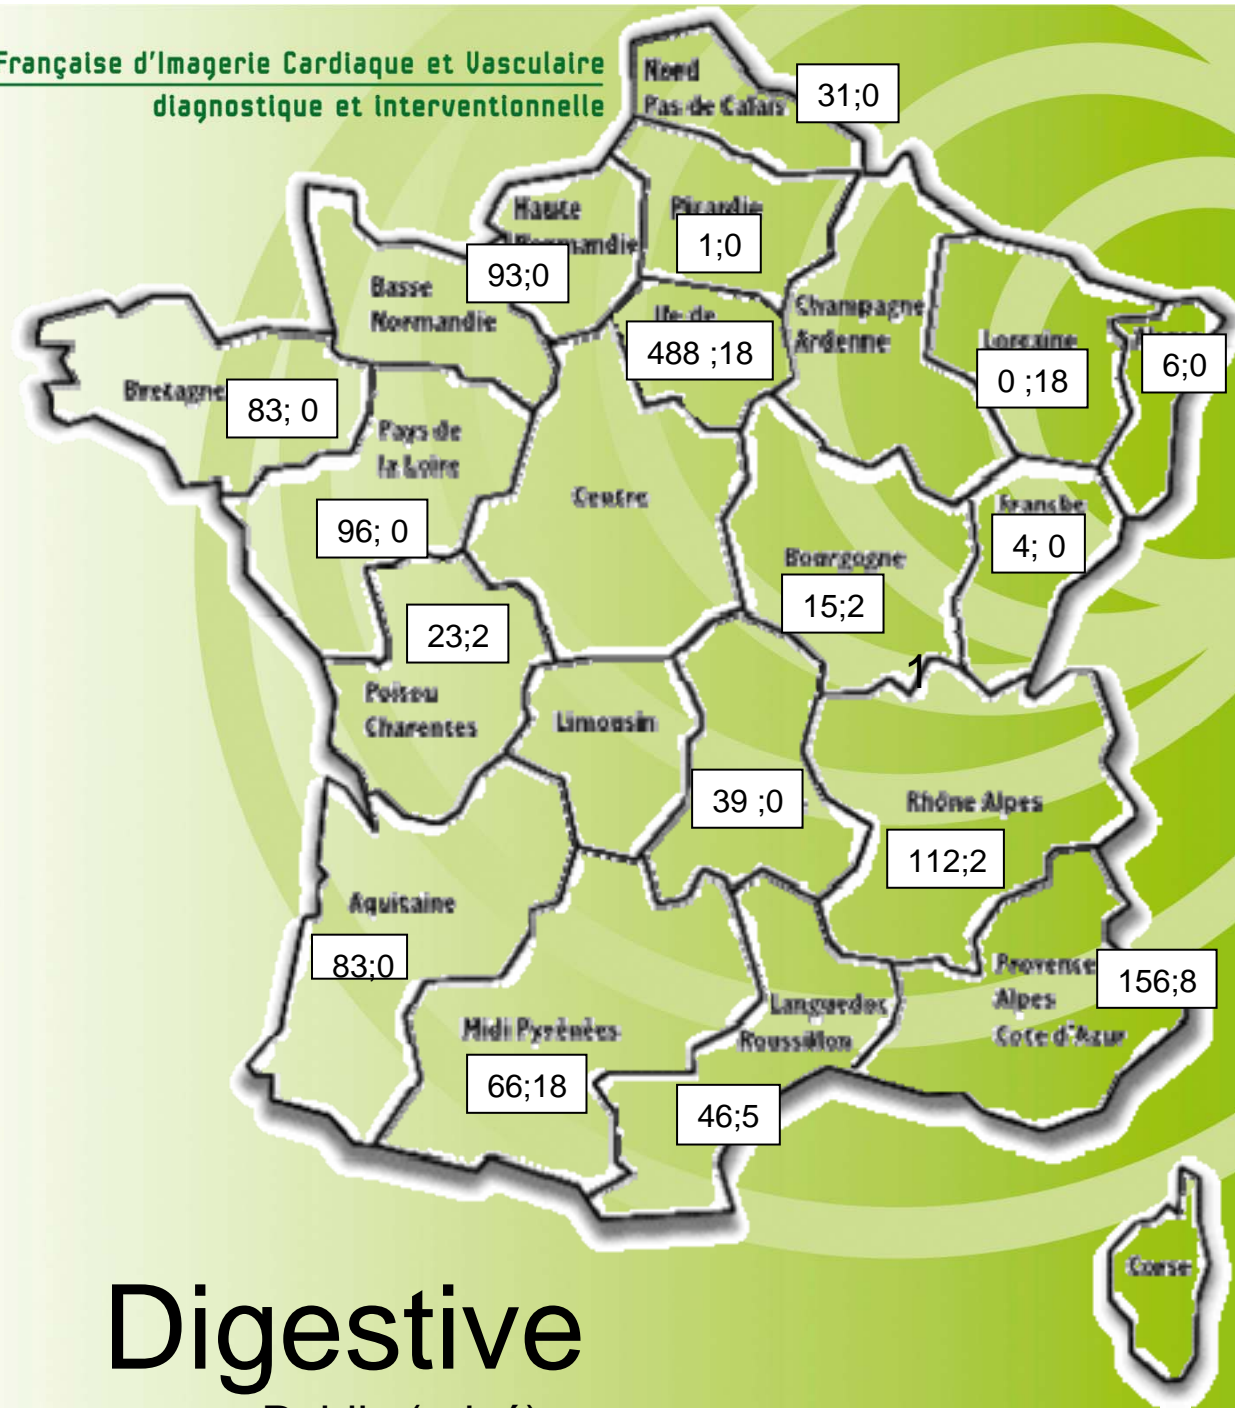 Française d'Imagerie Cardiaque et Vasculaire
diagnostique et interventionnelle
Nord
Pas de Calais
31;0
Haute
Normandie
Picardie
1;0
93;0
Basse
Normandie
Ile de
488 ;18
Champagne
Ardenne
Lorraine
0 ;18
6;0
Bretagne
83; 0
Pays de
la Loire
96; 0
Centre
Franche
4; 0
Bourgogne
15;2
1
23;2
Poitou
Charentes
Limousin
39 ;0
Rhône Alpes
112;2
Aquitaine
83;0
Midi Pyrénées
66;18
Languedoc
Roussillon
46;5
Provence
Alpes
Cote d'Azur
156;8
Corse
Digestive